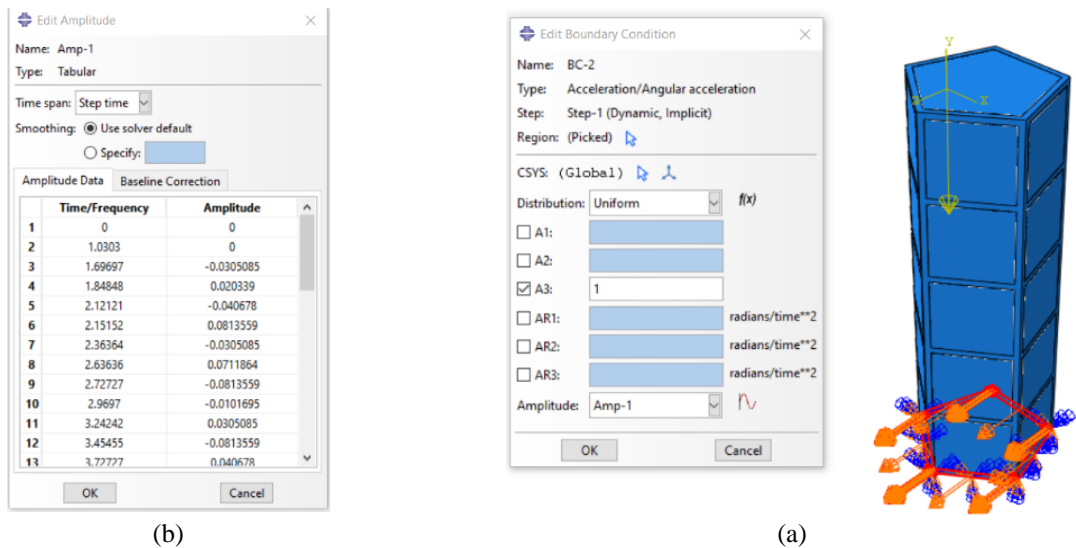 Edit Amplitude
Name: Amp-1
Type: Tabular
Time span: Step time
Smoothing: Use solver default
Specify:
Amplitude Data Baseline Correction
Time/Frequency Amplitude
1 0 0
2 1.0303 0
3 1.69697 -0.0305085
4 1.84848 0.020339
5 2.12121 -0.040678
6 2.15152 0.0813559
7 2.36364 -0.0305085
8 2.63636 0.0711864
9 2.72727 -0.0813559
10 2.9697 -0.0101695
11 3.24242 0.0305085
12 3.45455 -0.0813559
13 3.72727 0.040678
OK Cancel
(b)
Edit Boundary Condition
Name: BC-2
Type: Acceleration/Angular acceleration
Step: Step-1 (Dynamic, Implicit)
Region: (Picked)
CSYS: (Global)
Distribution: Uniform f(x)
A1:
A2:
A3: 1
AR1: radians/time**2
AR2: radians/time**2
AR3: radians/time**2
Amplitude: Amp-1
OK Cancel
Y
X
(a)